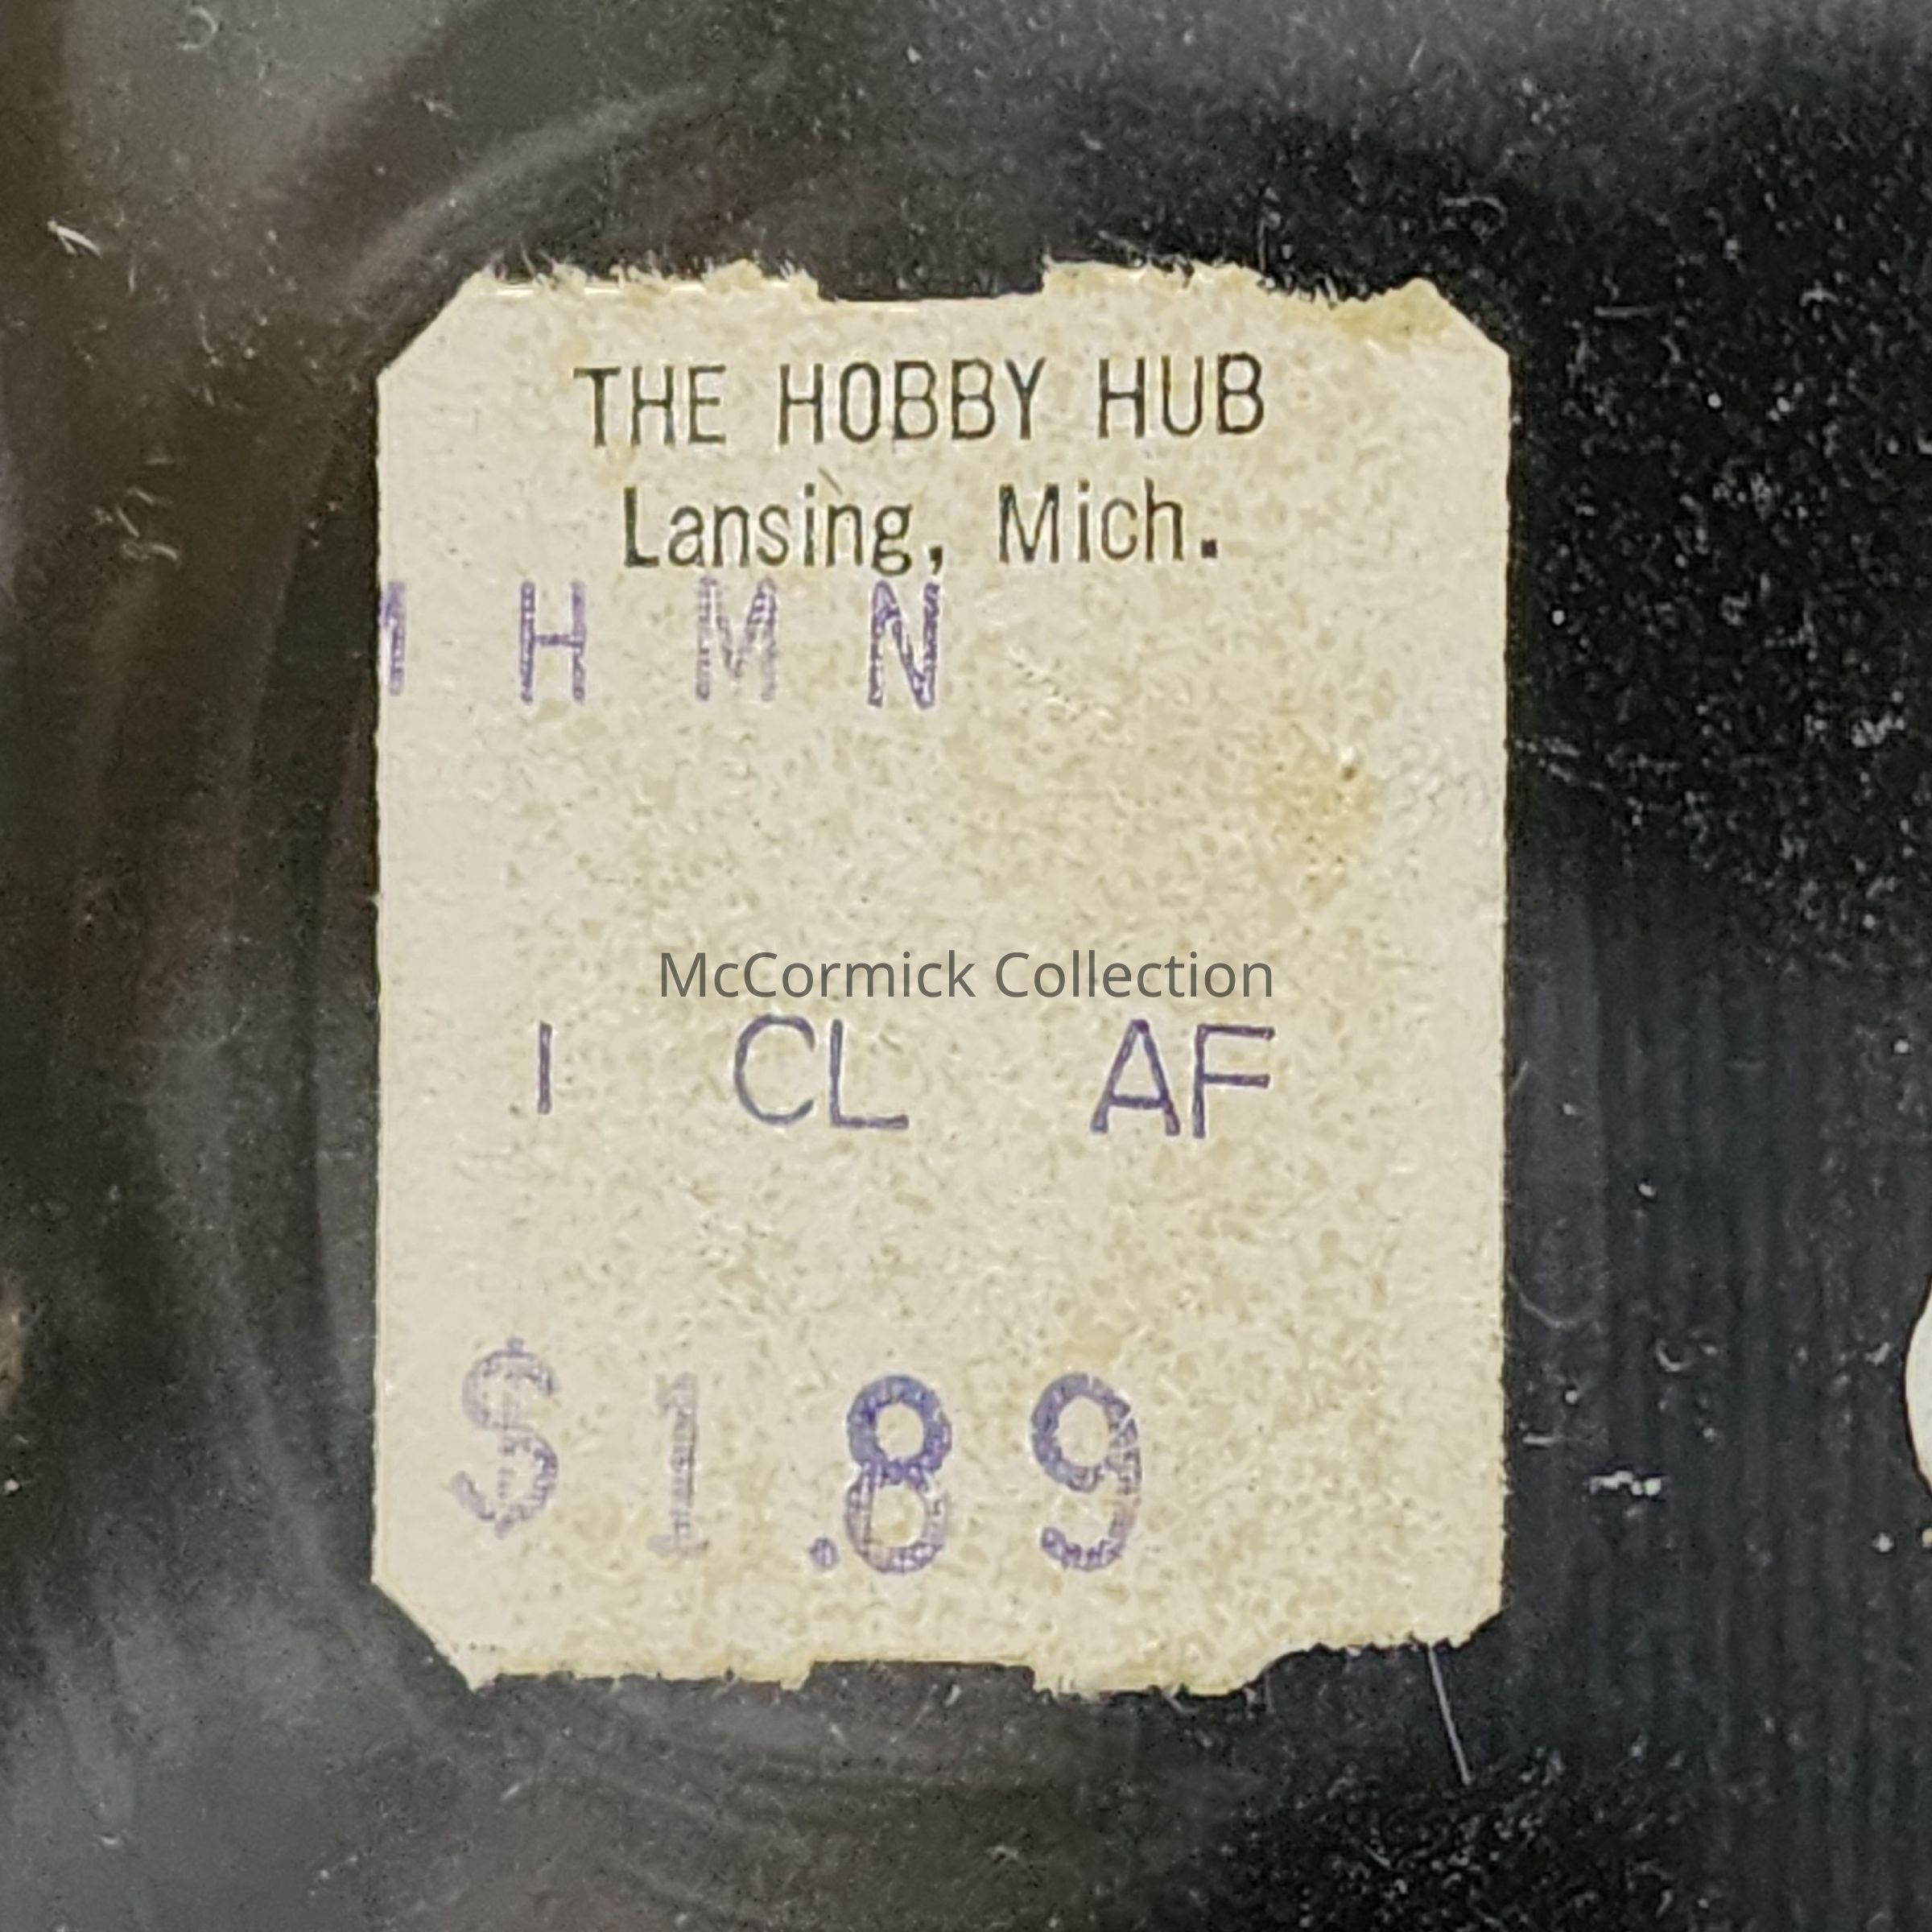 THE HOBBY HUB
Lansing, Mich.
H M N
McCormick Collection
I CL AF
$1.89